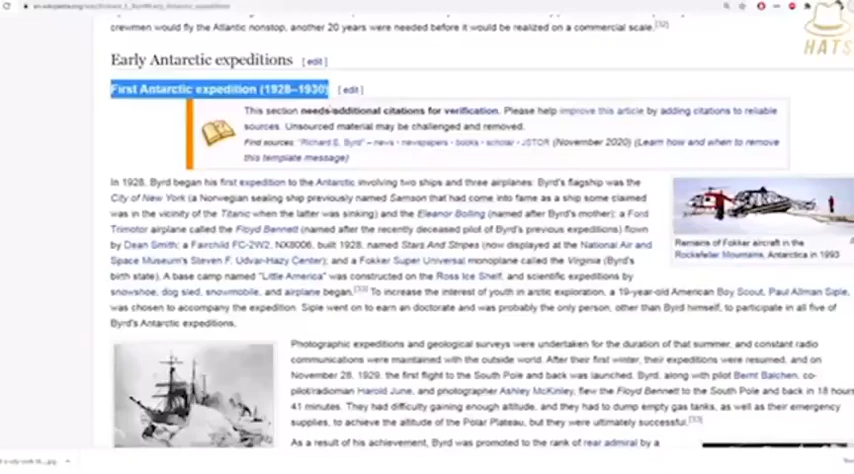 crewmen would fly the Atlantic nonstop, another 20 years were needed before it would be realized on a commercial scale.[32]
HATS
Early Antarctic expeditions [ edit ]
First Antarctic expedition (1928–1930) [ edit ]
This section needs additional citations for verification. Please help improve this article by adding citations to reliable
sources. Unsourced material may be challenged and removed.
Find sources: "Richard E. Byrd" – news · newspapers · books · scholar · JSTOR (November 2020) (Learn how and when to remove
this template message)
In 1928, Byrd began his first expedition to the Antarctic involving two ships and three airplanes: Byrd's flagship was the
City of New York (a Norwegian sealing ship previously named Samson that had come into fame as a ship some claimed
was in the vicinity of the Titanic when the latter was sinking) and the Eleanor Bolling (named after Byrd's mother); a Ford
Trimotor airplane called the Floyd Bennett (named after the recently deceased pilot of Byrd's previous expeditions) flown
by Dean Smith; a Fairchild FC-2W2, NX8006, built 1928, named Stars And Stripes (now displayed at the National Air and
Space Museum's Steven F. Udvar-Hazy Center); and a Fokker Super Universal monoplane called the Virginia (Byrd's
birth state). A base camp named "Little America" was constructed on the Ross Ice Shelf, and scientific expeditions by
snowshoe, dog sled, snowmobile, and airplane began.[33] To increase the interest of youth in arctic exploration, a 19-year-old American Boy Scout, Paul Allman Siple,
was chosen to accompany the expedition. Siple went on to earn an doctorate and was probably the only person, other than Byrd himself, to participate in all five of
Byrd's Antarctic expeditions.
Remains of Fokker aircraft in the
Rockefeller Mountains, Antarctica in 1993
Photographic expeditions and geological surveys were undertaken for the duration of that summer, and constant radio
communications were maintained with the outside world. After their first winter, their expeditions were resumed, and on
November 28, 1929, the first flight to the South Pole and back was launched. Byrd, along with pilot Bernt Balchen, co-
pilot/radioman Harold June, and photographer Ashley McKinley, flew the Floyd Bennett to the South Pole and back in 18 hours
41 minutes. They had difficulty gaining enough altitude, and they had to dump empty gas tanks, as well as their emergency
supplies, to achieve the altitude of the Polar Plateau, but they were ultimately successful.[33]
As a result of his achievement, Byrd was promoted to the rank of rear admiral by a